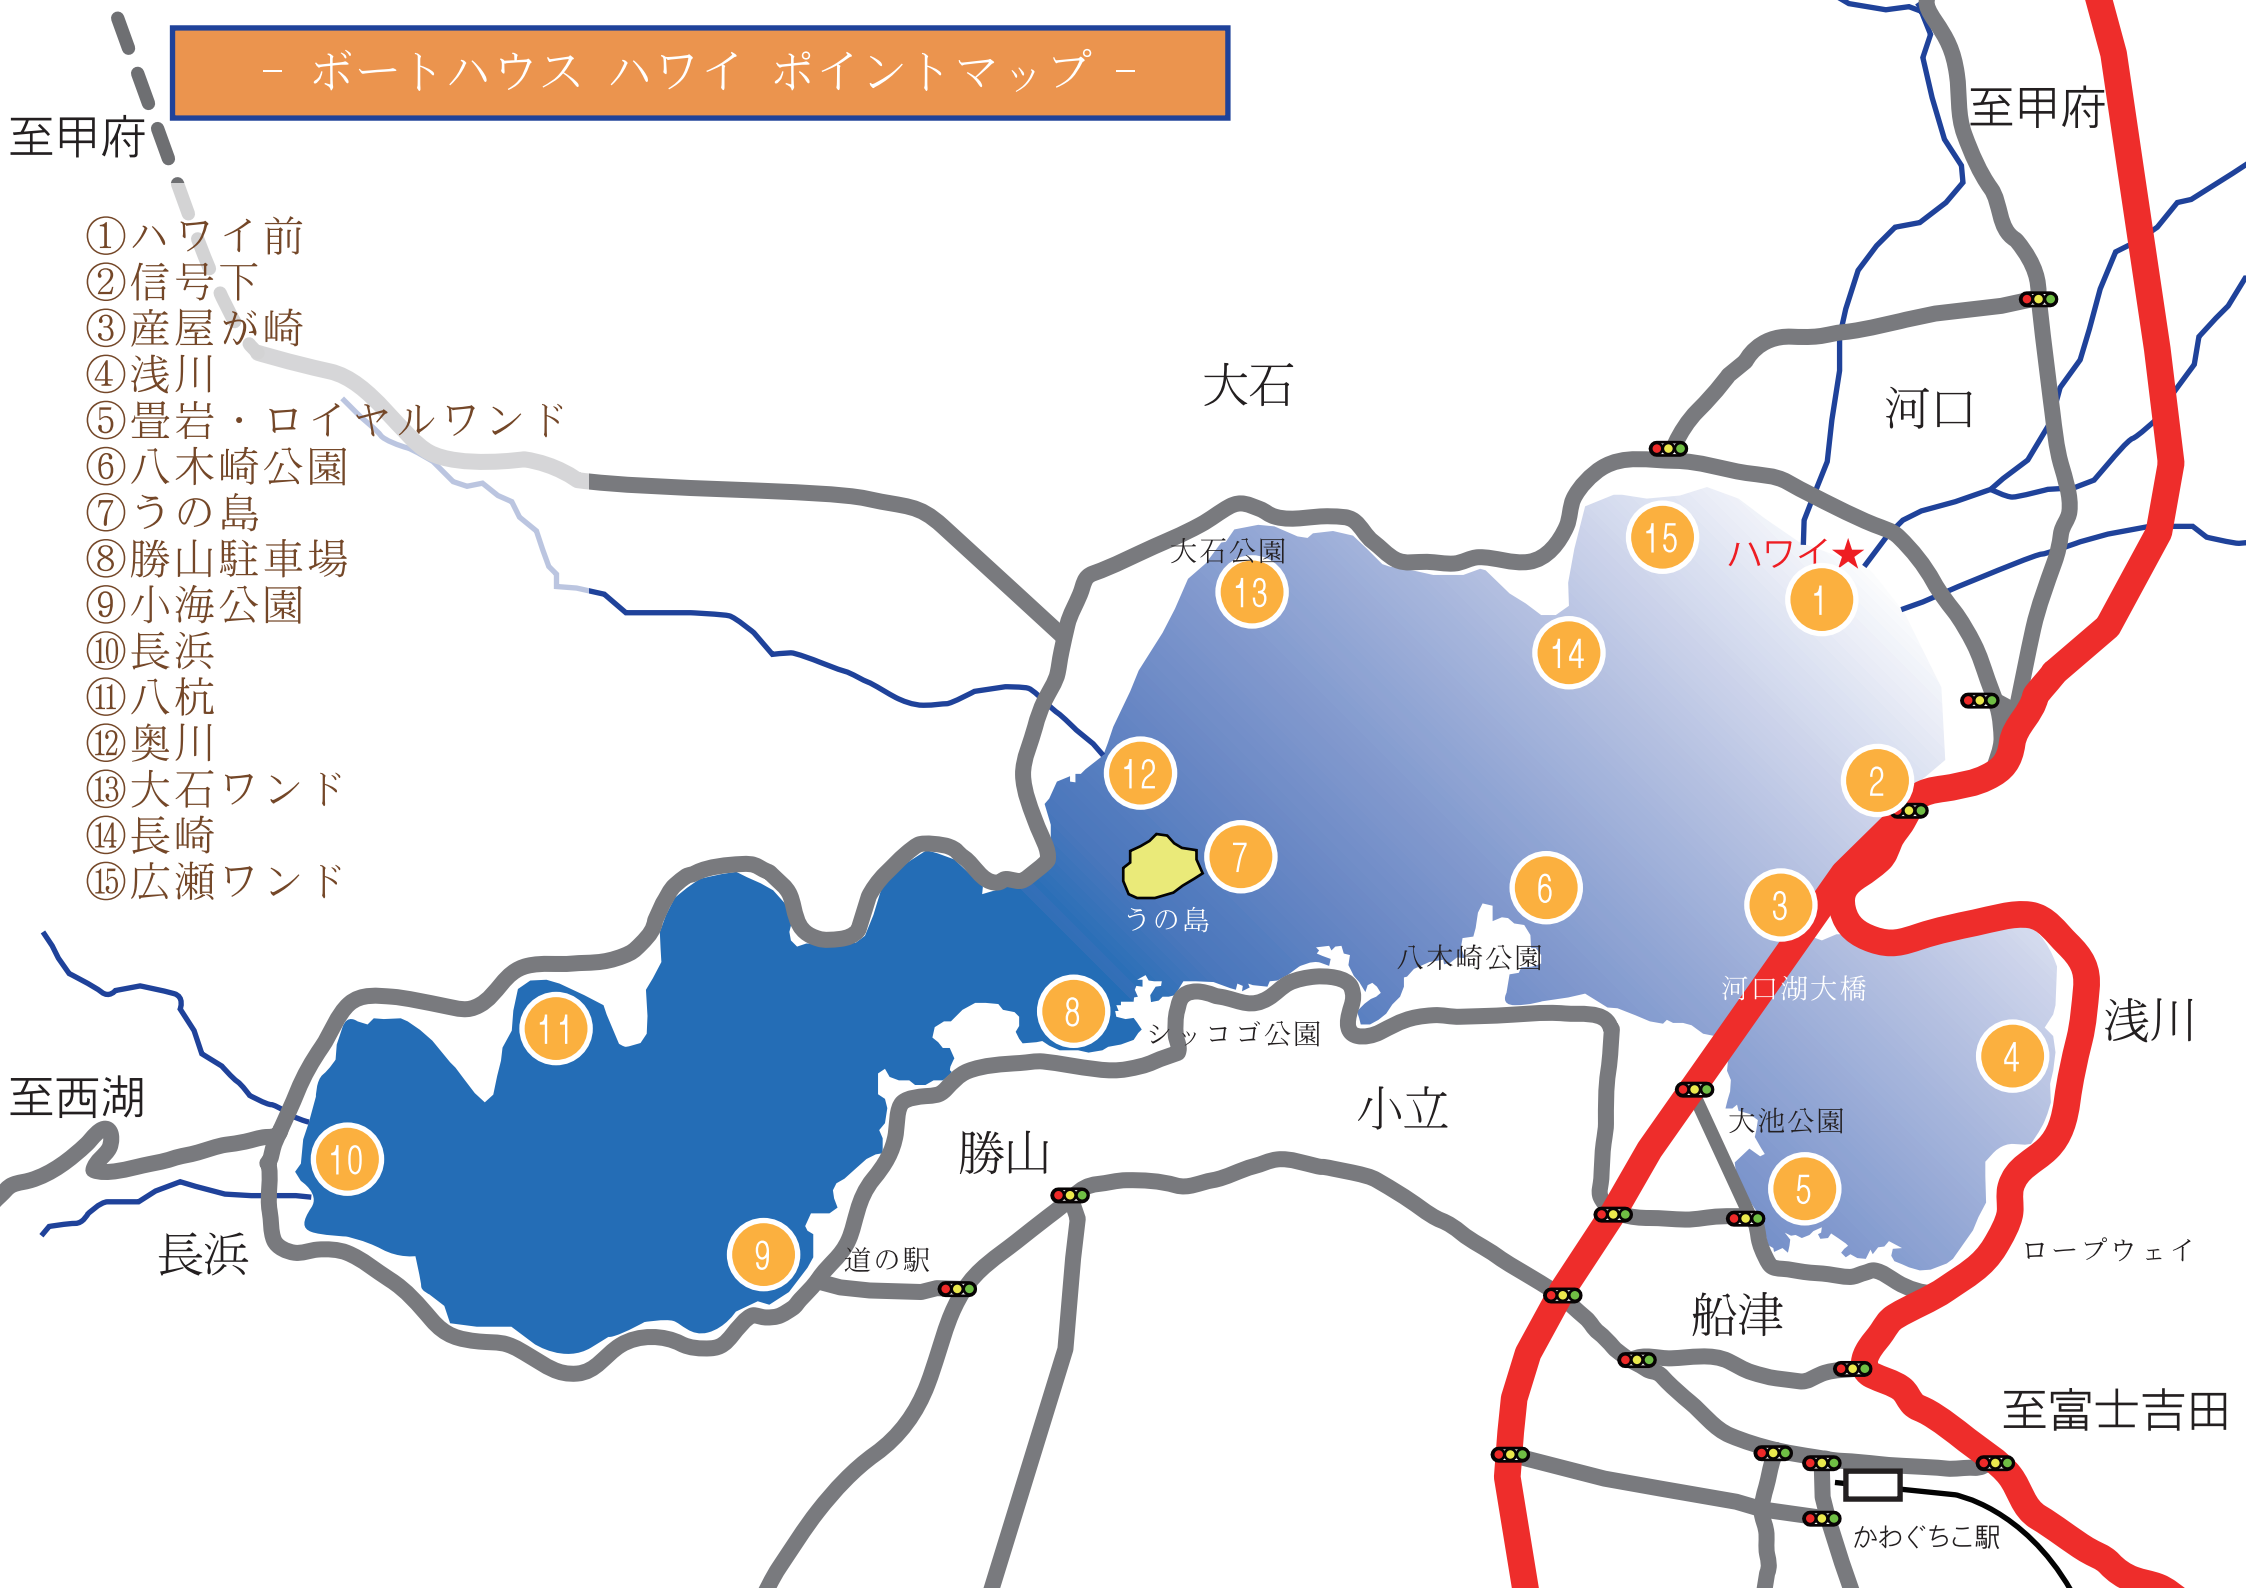 - ボートハウス ハワイ ポイントマップ -
至甲府
至甲府
①ハワイ前
②信号下
③産屋が崎
④浅川
⑤畳岩・ロイヤルワンド
⑥八木崎公園
⑦うの島
⑧勝山駐車場
⑨小海公園
⑩長浜
⑪八杭
⑫奥川
⑬大石ワンド
⑭長崎
⑮広瀬ワンド
大石
河口
大石公園
ハワイ★
15
13
1
14
12
2
7
6
3
うの島
八木崎公園
河口湖大橋
11
8
シッコゴ公園
浅川
4
至西湖
小立
大池公園
勝山
10
5
長浜
9
道の駅
ロープウェイ
船津
至富士吉田
かわぐちこ駅